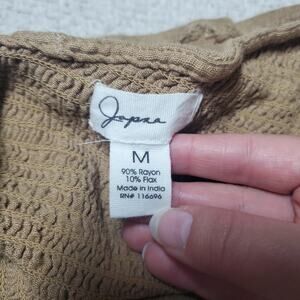 Japna
M
90% Rayon
10% Flax
Made in India
RN# 116696